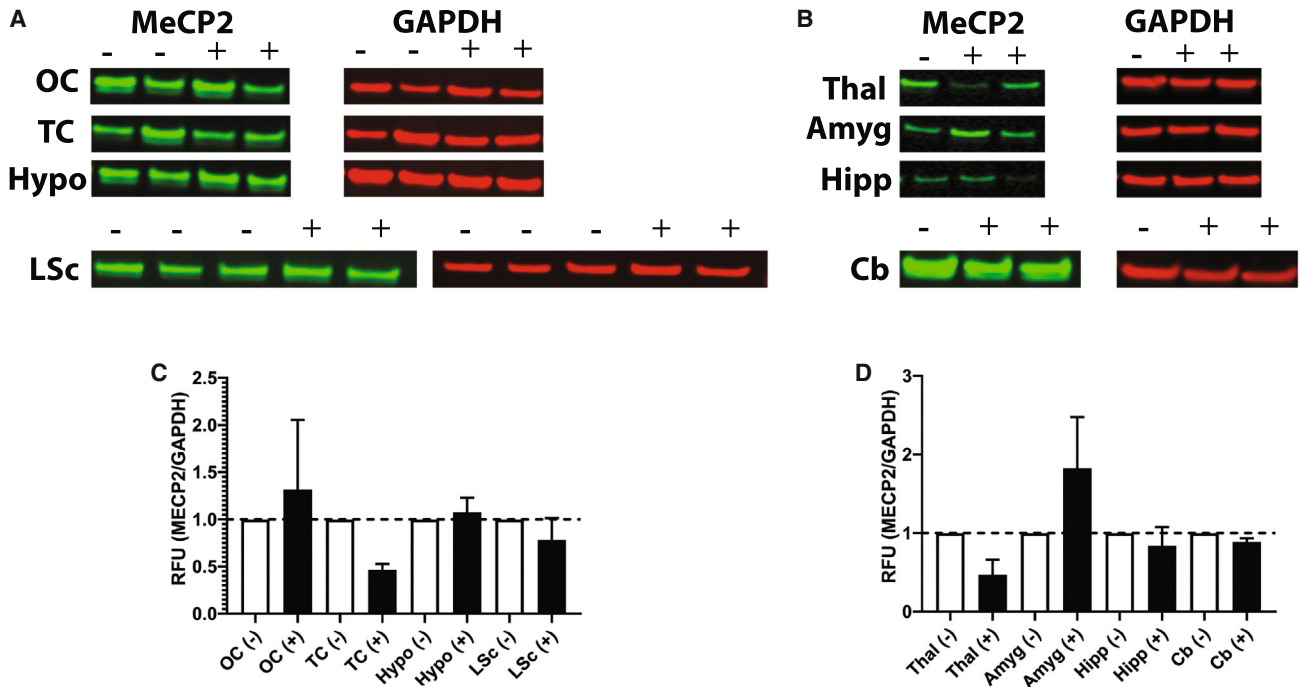 A
MeCP2 GAPDH
- - + + - - + +
OC
TC
Hypo
- - - + + - - - + +
LSc
B
MeCP2 GAPDH
- + + - + +
Thal
Amyg
Hipp
- + + - + +
Cb
C
RFU (MECP2/GAPDH)
2.5
2.0
1.5
1.0
0.5
0.0
OC (-) OC (+) TC (-) TC (+) Hypo (-) Hypo (+) LSc (-) LSc (+)
D
RFU (MECP2/GAPDH)
3
2
1
0
Thal (-) Thal (+) Amyg (-) Amyg (+) Hipp (-) Hipp (+) Cb (-) Cb (+)